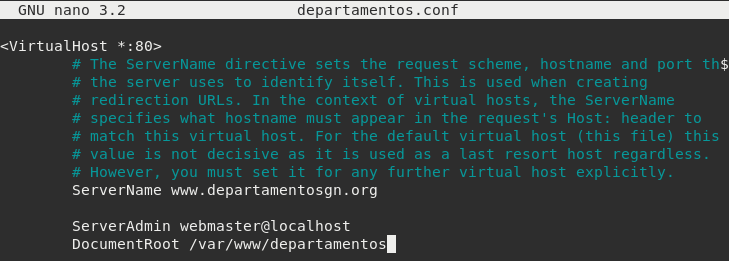 GNU nano 3.2 departamentos.conf
<VirtualHost *:80>
# The ServerName directive sets the request scheme, hostname and port th$
# the server uses to identify itself. This is used when creating
# redirection URLs. In the context of virtual hosts, the ServerName
# specifies what hostname must appear in the request's Host: header to
# match this virtual host. For the default virtual host (this file) this
# value is not decisive as it is used as a last resort host regardless.
# However, you must set it for any further virtual host explicitly.
ServerName www.departamentosgn.org
ServerAdmin webmaster@localhost
DocumentRoot /var/www/departamentos